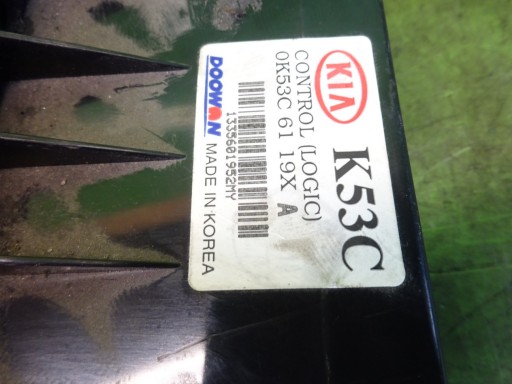 KIA K53C
CONTROL (LOGIC)
0K53C 61 19X A
1335601952MY
DOOWON MADE IN KOREA